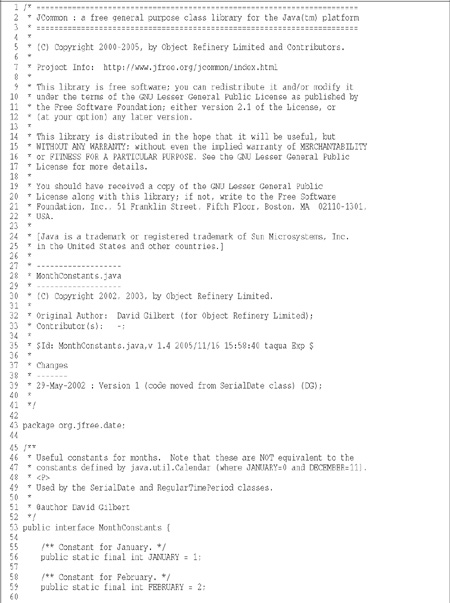 1 /* ===========================================================
2 * JCommon : a free general purpose class library for the Java(tm) platform
3 * ===========================================================
4 *
5 * (C) Copyright 2000-2005, by Object Refinery Limited and Contributors.
6 *
7 * Project Info: http://www.jfree.org/jcommon/index.html
8 *
9 * This library is free software; you can redistribute it and/or modify it
10 * under the terms of the GNU Lesser General Public License as published by
11 * the Free Software Foundation; either version 2.1 of the License, or
12 * (at your option) any later version.
13 *
14 * This library is distributed in the hope that it will be useful, but
15 * WITHOUT ANY WARRANTY; without even the implied warranty of MERCHANTABILITY
16 * or FITNESS FOR A PARTICULAR PURPOSE. See the GNU Lesser General Public
17 * License for more details.
18 *
19 * You should have received a copy of the GNU Lesser General Public
20 * License along with this library; if not, write to the Free Software
21 * Foundation, Inc., 51 Franklin Street, Fifth Floor, Boston, MA 02110-1301,
22 * USA.
23 *
24 * [Java is a trademark or registered trademark of Sun Microsystems, Inc.
25 * in the United States and other countries.]
26 *
27 * -------------------
28 * MonthConstants.java
29 * -------------------
30 * (C) Copyright 2002, 2003, by Object Refinery Limited.
31 *
32 * Original Author: David Gilbert (for Object Refinery Limited);
33 * Contributor(s): -;
34 *
35 * $Id: MonthConstants.java,v 1.4 2005/11/16 15:58:40 taqua Exp $
36 *
37 * Changes
38 * -------
39 * 29-May-2002 : Version 1 (code moved from SerialDate class) (DG);
40 *
41 */
42
43 package org.jfree.date;
44
45 /**
46 * Useful constants for months. Note that these are NOT equivalent to the
47 * constants defined by java.util.Calendar (where JANUARY=0 and DECEMBER=11).
48 * <P>
49 * Used by the SerialDate and RegularTimePeriod classes.
50 *
51 * @author David Gilbert
52 */
53 public interface MonthConstants {
54
55 /** Constant for January. */
56 public static final int JANUARY = 1;
57
58 /** Constant for February. */
59 public static final int FEBRUARY = 2;
60